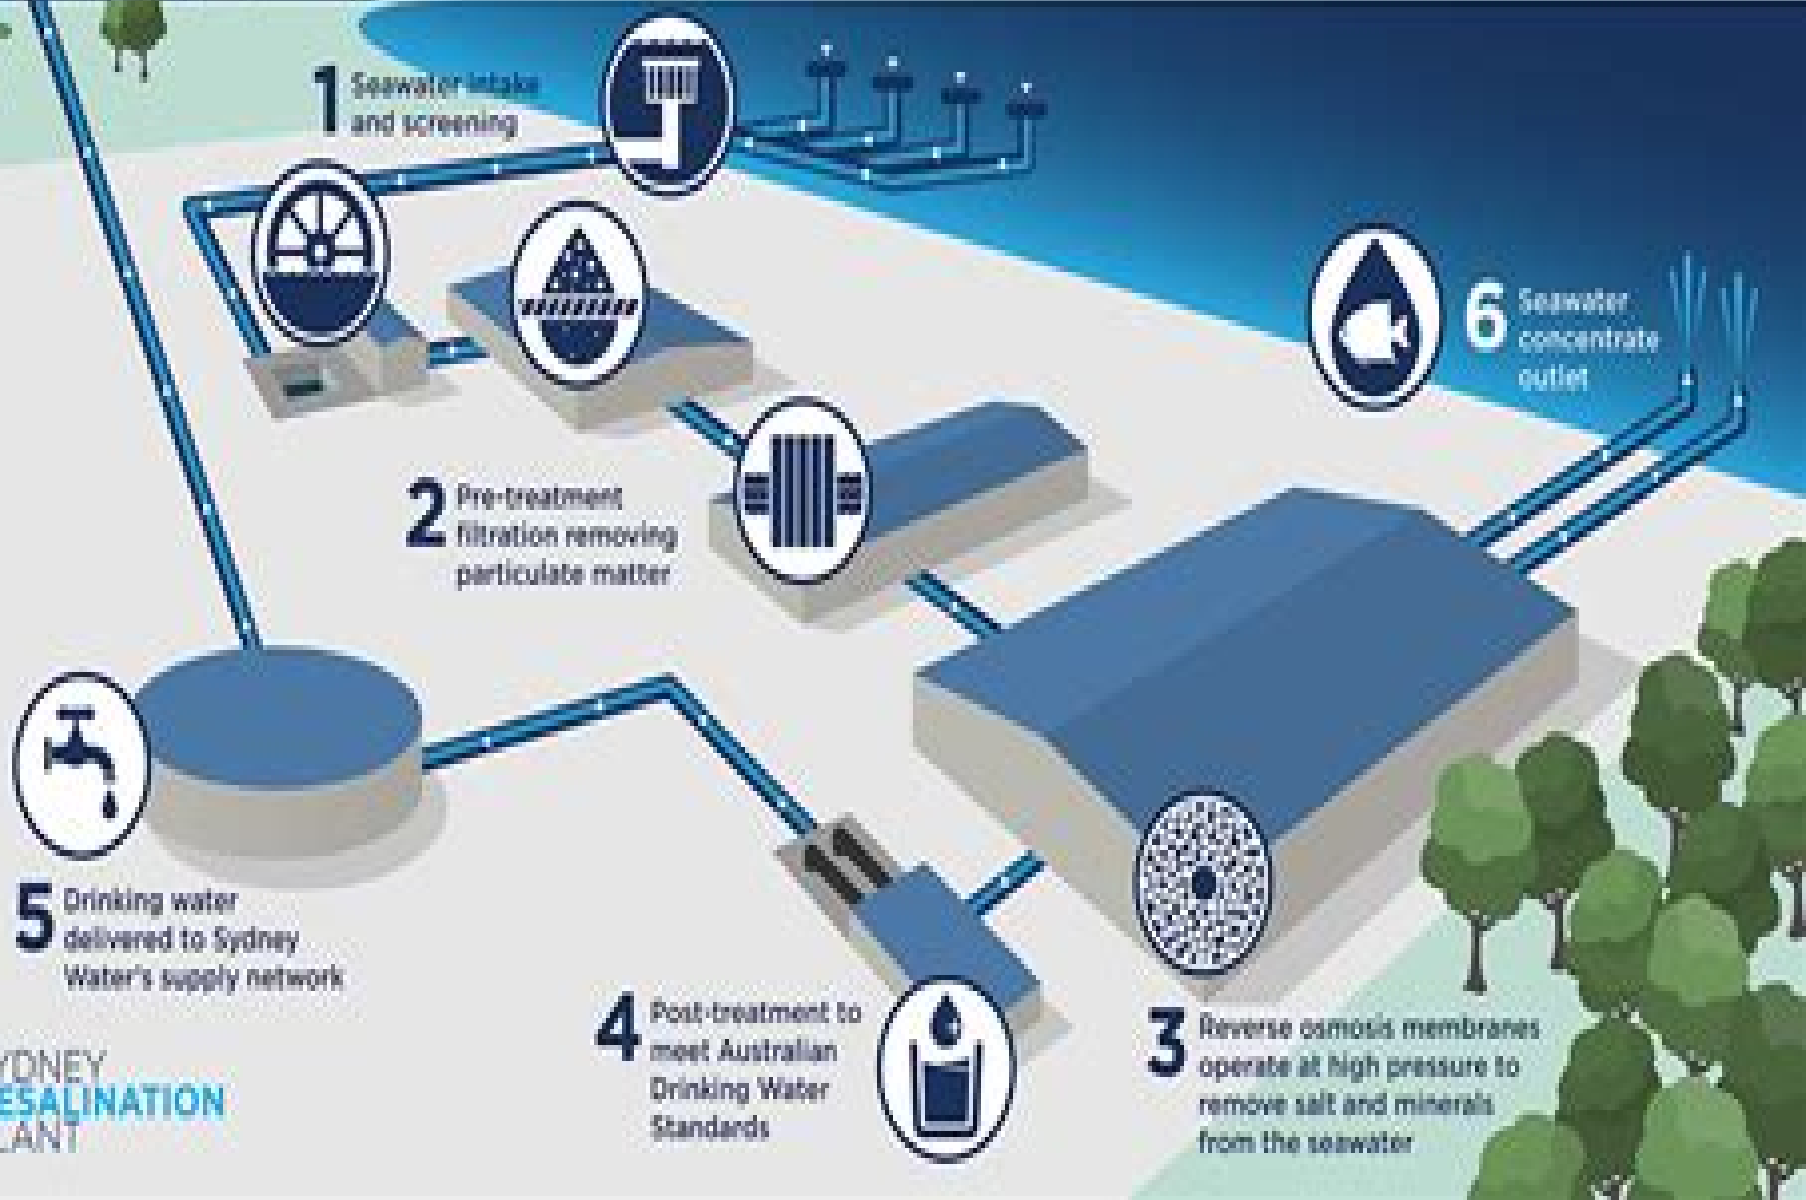 1 Seawater intake
and screening
2 Pre-treatment
filtration removing
particulate matter
3 Reverse osmosis membranes
operate at high pressure to
remove salt and minerals
from the seawater
4 Post-treatment to
meet Australian
Drinking Water
Standards
5 Drinking water
delivered to Sydney
Water's supply network
6 Seawater
concentrate
outlet
YDNEY
ESALINATION
LANT